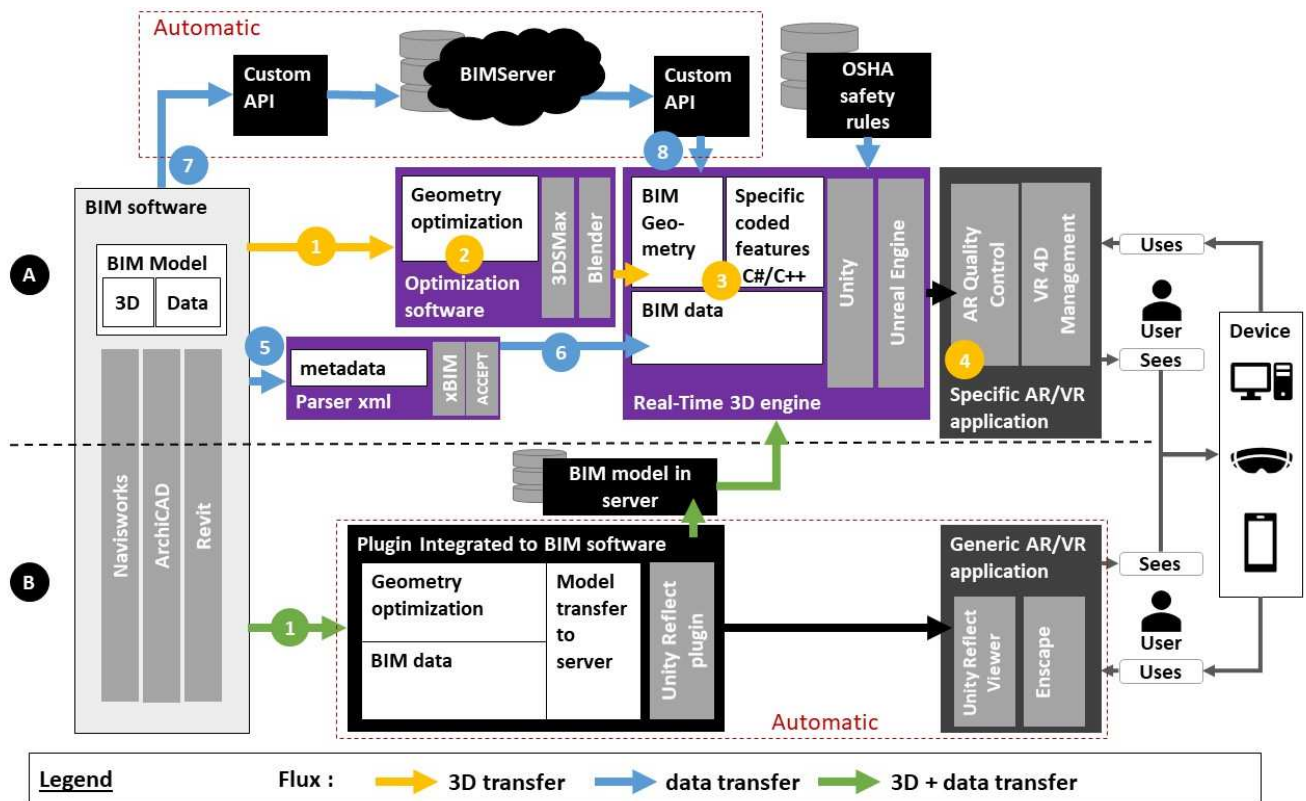 Automatic
Custom
API
BIMServer
Custom
API
OSHA
safety
rules
7
8
BIM software
BIM Model
3D
Data
Navisworks
ArchiCAD
Revit
A
1
Geometry
optimization
2
Optimization
software
3DSMax
Blender
5
metadata
Parser xml
xBIM
ACCEPT
6
BIM
Geo-
metry
Specific
coded
features
C#/C++
3
BIM data
Real-Time 3D engine
Unity
Unreal Engine
AR Quality
Control
VR 4D
Management
4
Specific AR/VR
application
Uses
User
Sees
Device
B
1
BIM model in
server
Plugin Integrated to BIM software
Geometry
optimization
BIM data
Model
transfer
to
server
Unity Reflect
plugin
Generic AR/VR
application
Unity Reflect
Viewer
Enscape
Automatic
Sees
User
Uses
Legend
Flux :
3D transfer
data transfer
3D + data transfer